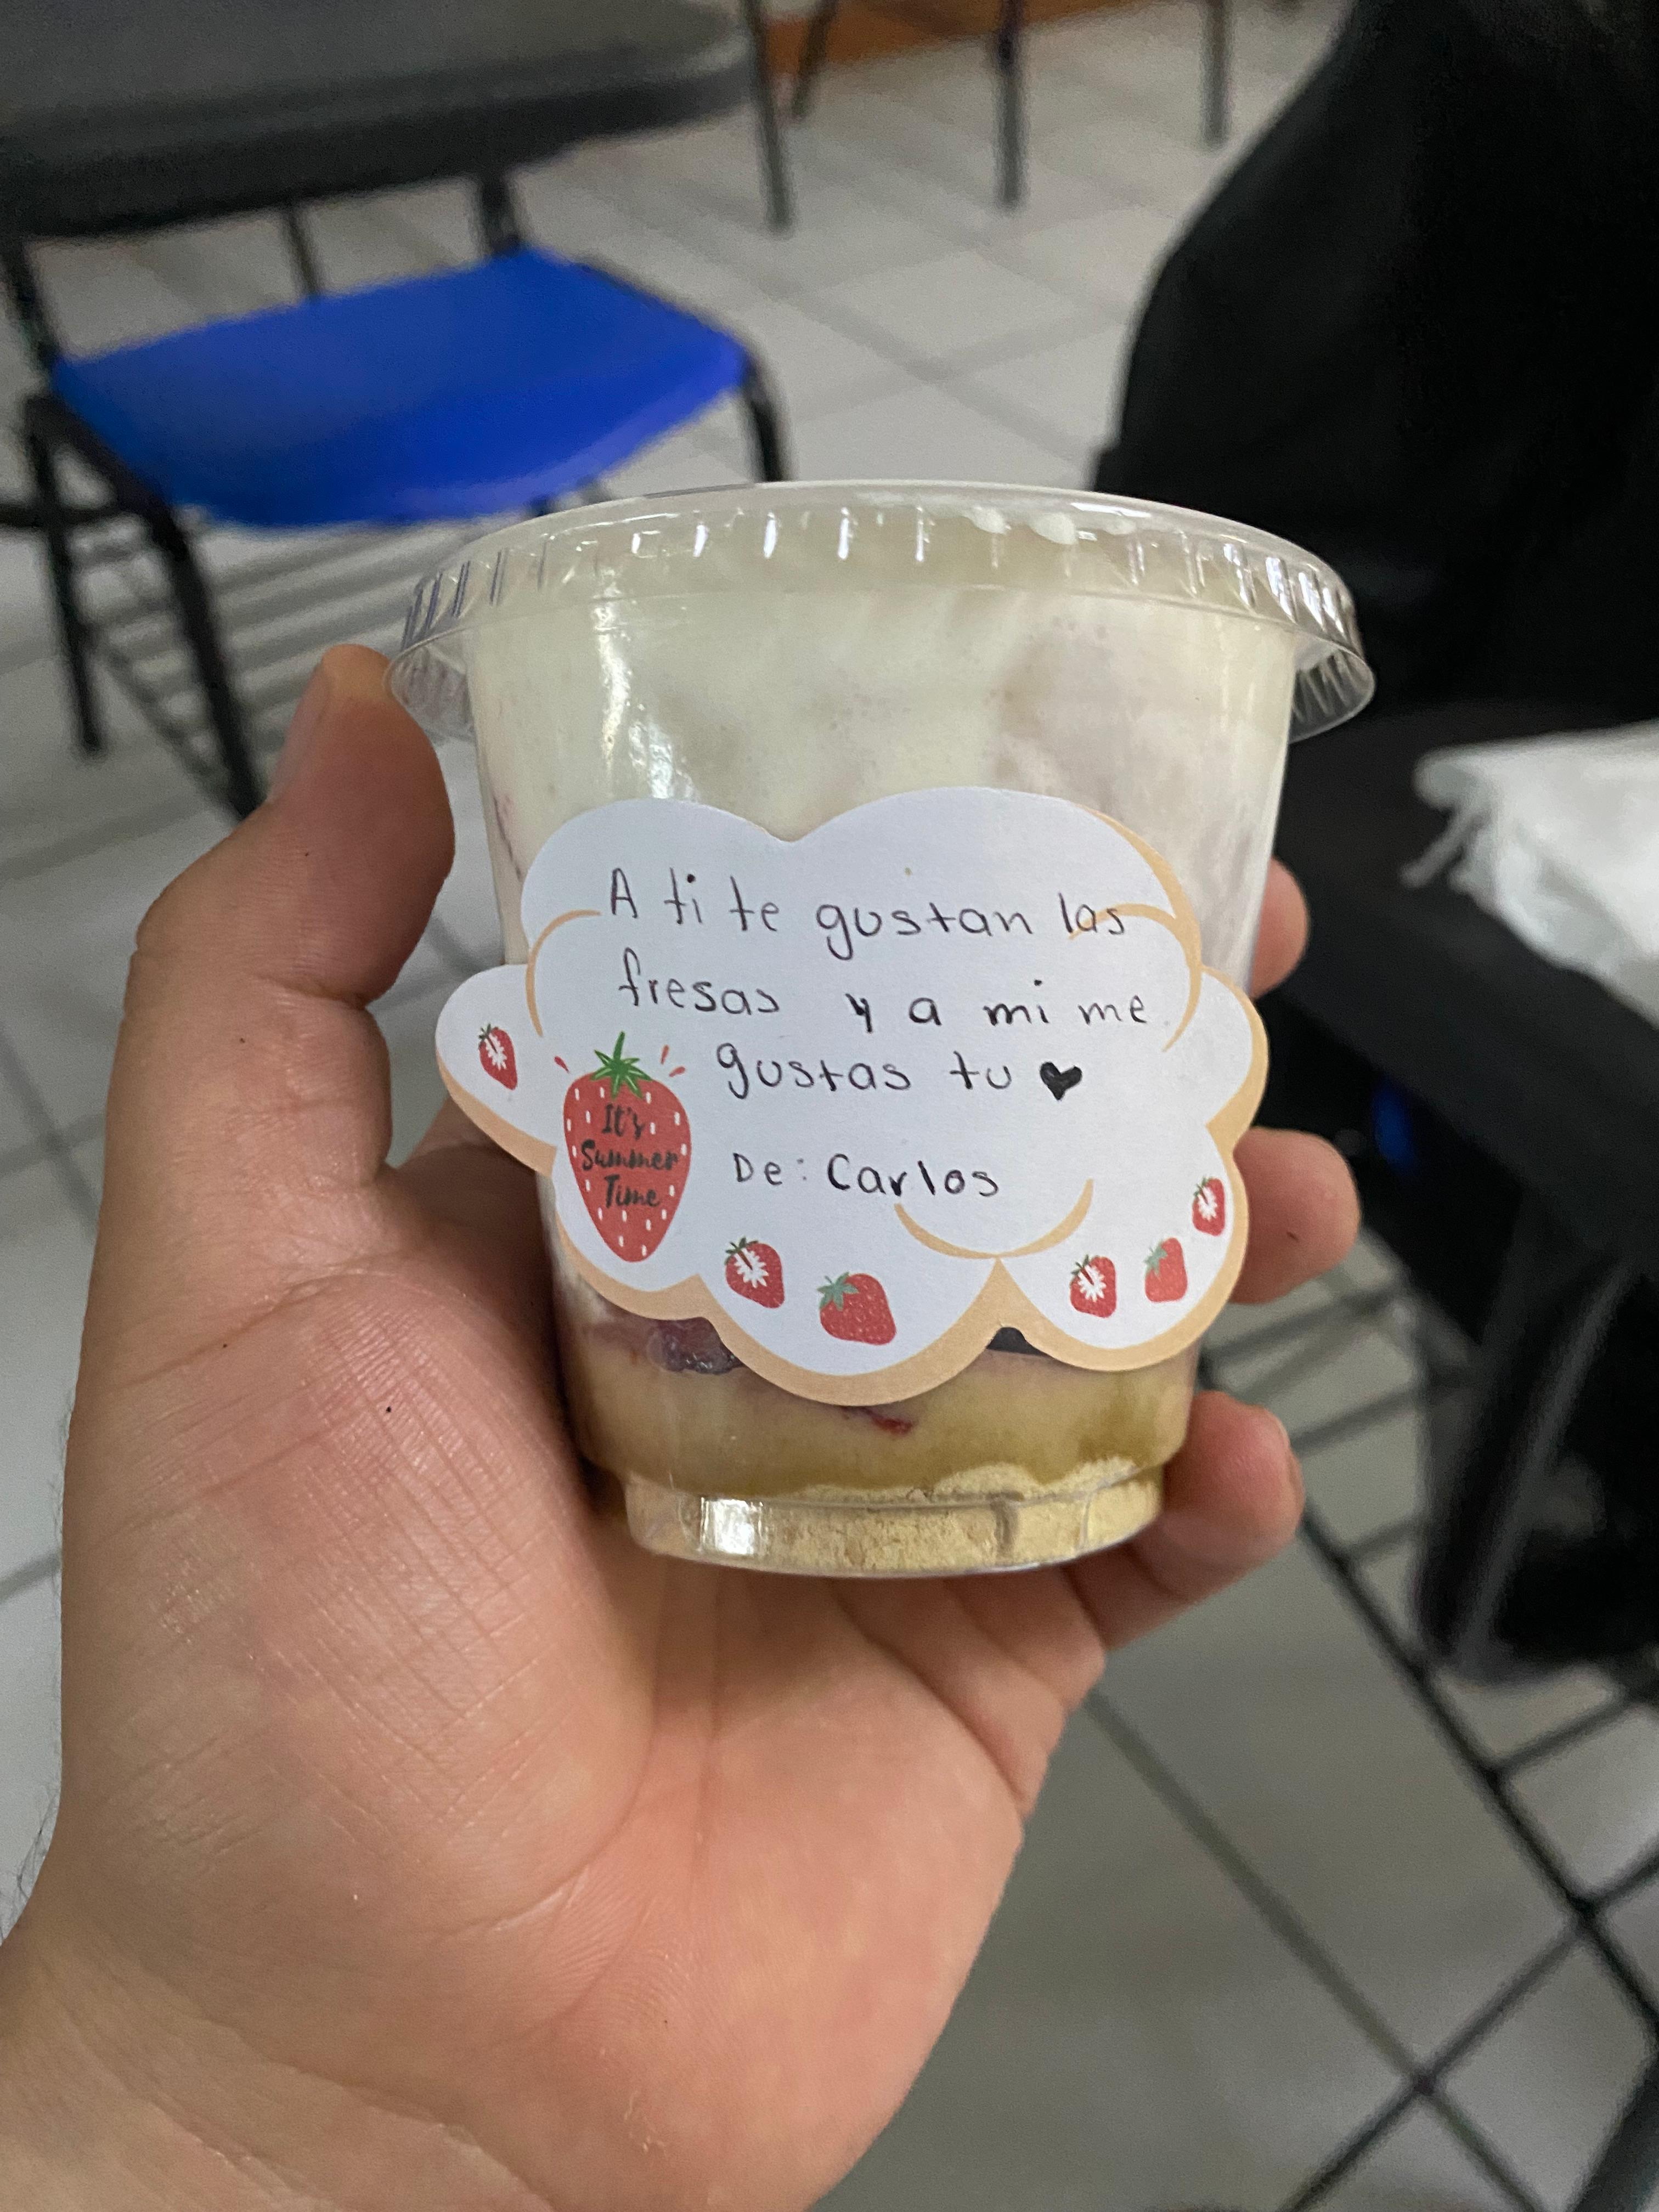 A ti te gustan las
fresas y a mi me
gustas tu
De: Carlos
It's
Summer
Time